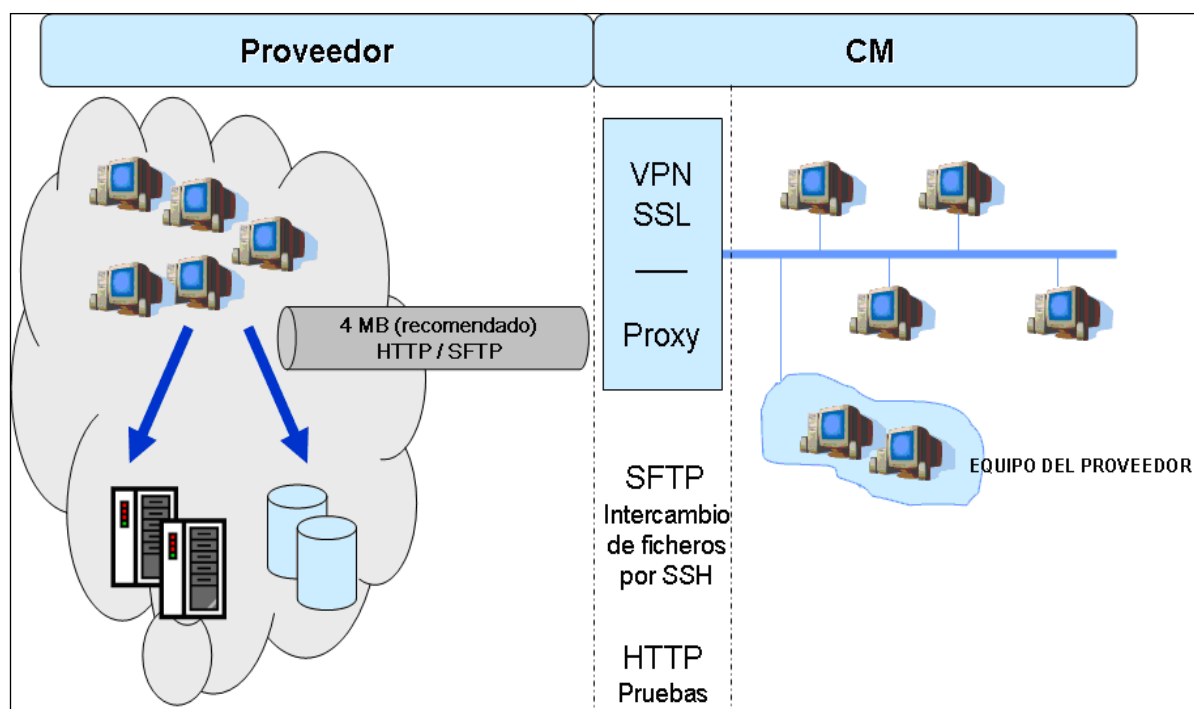 Proveedor
CM
4 MB (recomendado)
HTTP / SFTP
VPN
SSL
Proxy
SFTP
Intercambio
de ficheros
por SSH
HTTP
Pruebas
EQUIPO DEL PROVEEDOR